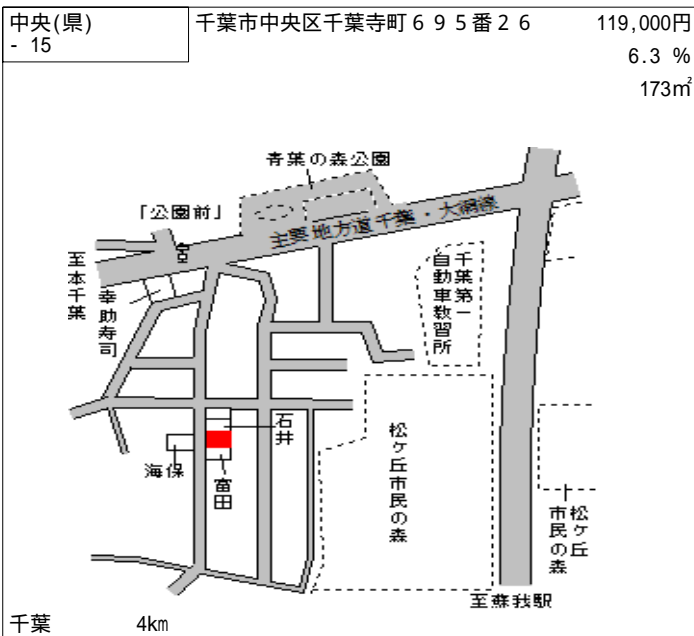 中央(県)
- 15
千葉市中央区千葉寺町６９５番２６
119,000円
6.3 %
173㎡
青葉の森公園
「公園前」
主要地方道千葉・大網線
至本千葉
幸助寿司
千葉第一
自動車教習所
石井
海保
富田
松ヶ丘市民の森
松ヶ丘
市民の森
至蘇我駅
千葉
4km